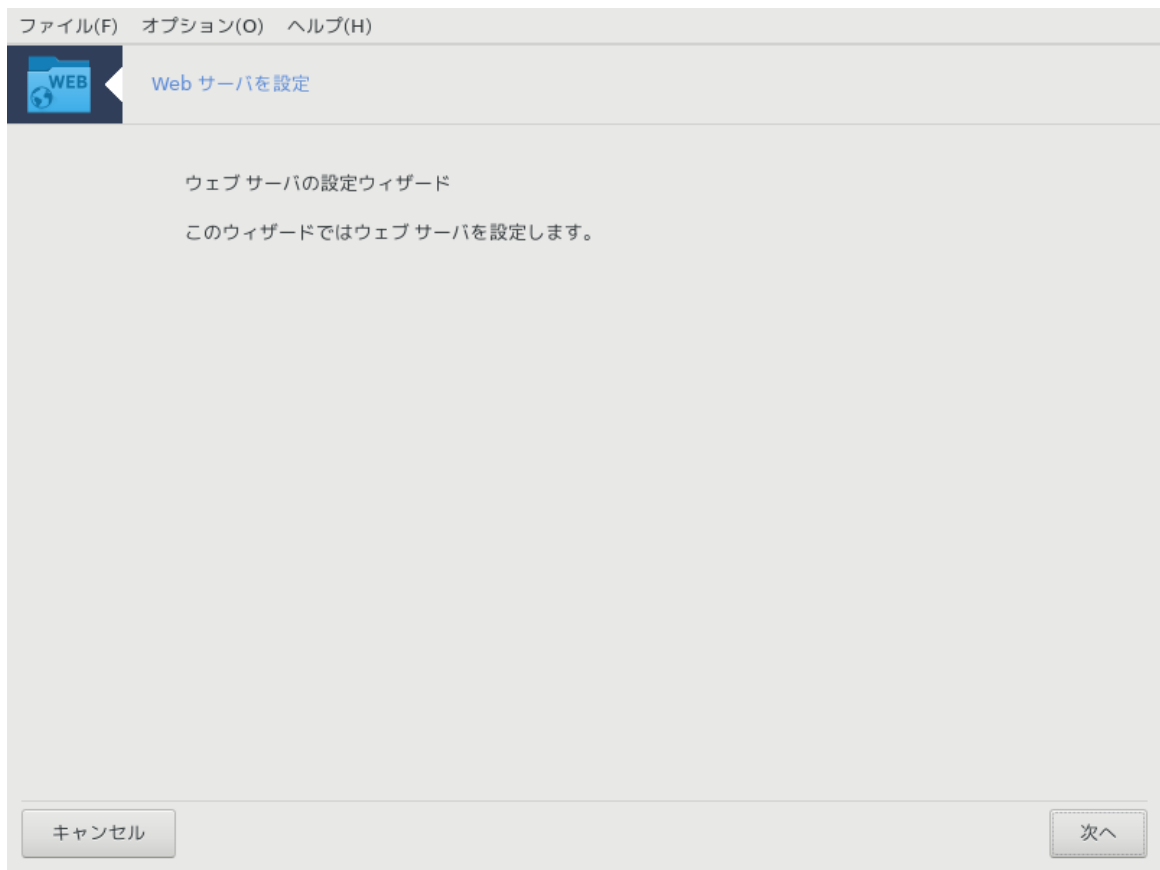 ファイル(F) オプション(O) ヘルプ(H)
WEB
Web サーバを設定
ウェブ サーバの設定ウィザード
このウィザードではウェブ サーバを設定します。
キャンセル 次へ